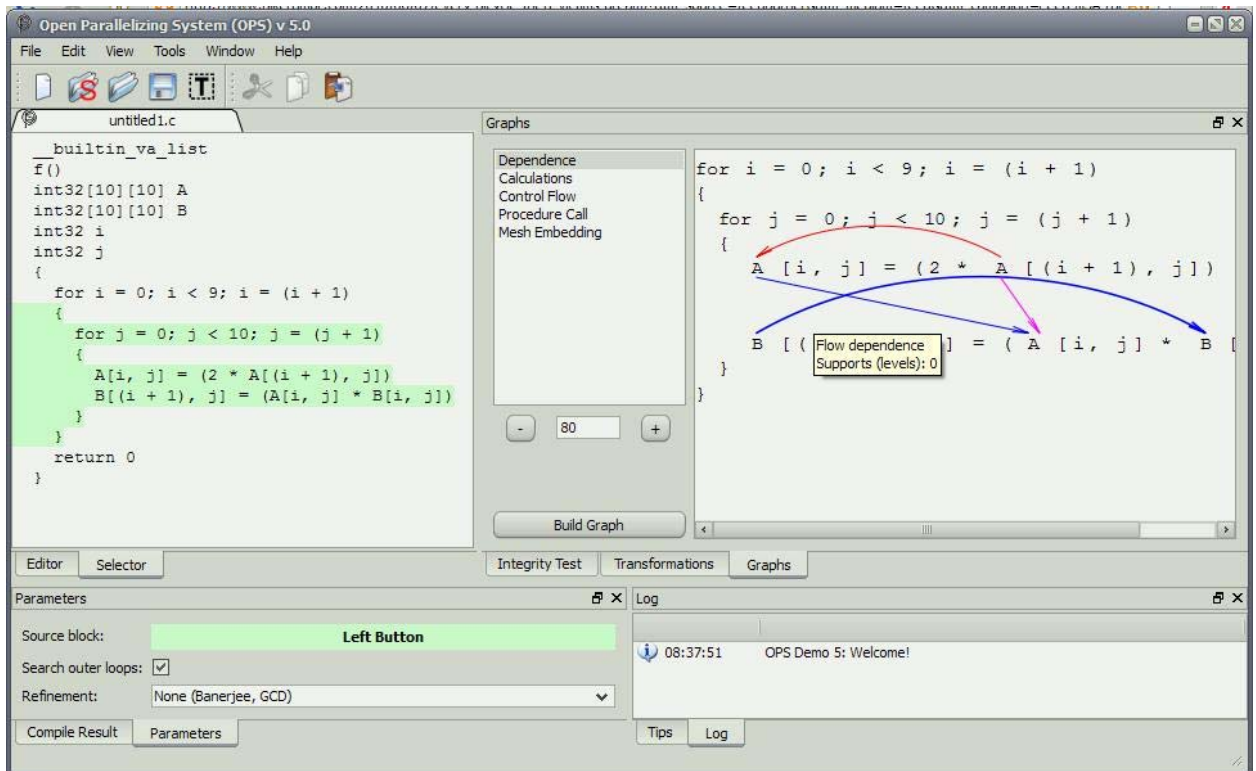 Open Parallelizing System (OPS) v 5.0
File Edit View Tools Window Help
untitled1.c
__builtin_va_list
f()
int32[10][10] A
int32[10][10] B
int32 i
int32 j
{
for i = 0; i < 9; i = (i + 1)
{
for j = 0; j < 10; j = (j + 1)
{
A[i, j] = (2 * A[(i + 1), j])
B[(i + 1), j] = (A[i, j] * B[i, j])
}
}
return 0
}
Editor Selector
Graphs
Dependence
Calculations
Control Flow
Procedure Call
Mesh Embedding
- 80 +
Build Graph
for i = 0; i < 9; i = (i + 1)
{
for j = 0; j < 10; j = (j + 1)
{
A [i, j] = (2 * A [(i + 1), j])
B [( ] = ( A [i, j] * B [
Flow dependence
Supports (levels): 0
}
}
Integrity Test Transformations Graphs
Parameters
Source block: Left Button
Search outer loops:
Refinement: None (Banerjee, GCD)
Compile Result Parameters
Log
08:37:51 OPS Demo 5: Welcome!
Tips Log